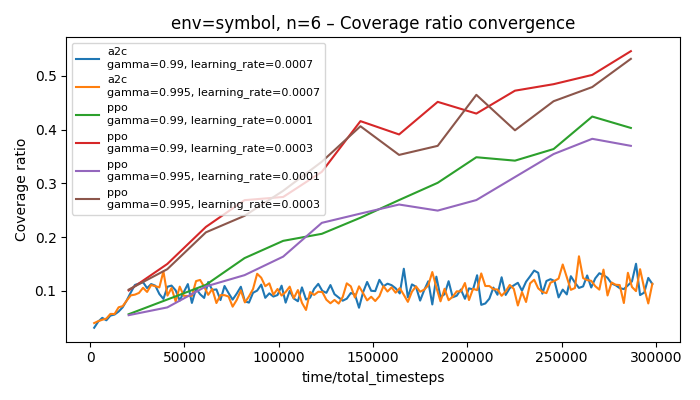 env=symbol, n=6 – Coverage ratio convergence
a2c
gamma=0.99, learning_rate=0.0007
a2c
gamma=0.995, learning_rate=0.0007
ppo
gamma=0.99, learning_rate=0.0001
ppo
gamma=0.99, learning_rate=0.0003
ppo
gamma=0.995, learning_rate=0.0001
ppo
gamma=0.995, learning_rate=0.0003
Coverage ratio
0.5
0.4
0.3
0.2
0.1
0 50000 100000 150000 200000 250000 300000
time/total_timesteps